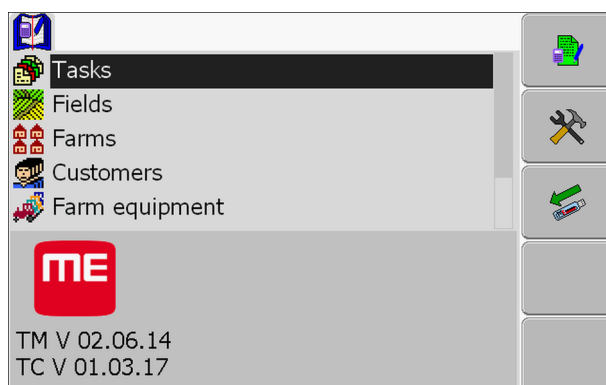 Tasks
Fields
Farms
Customers
Farm equipment
ME
TM V 02.06.14
TC V 01.03.17